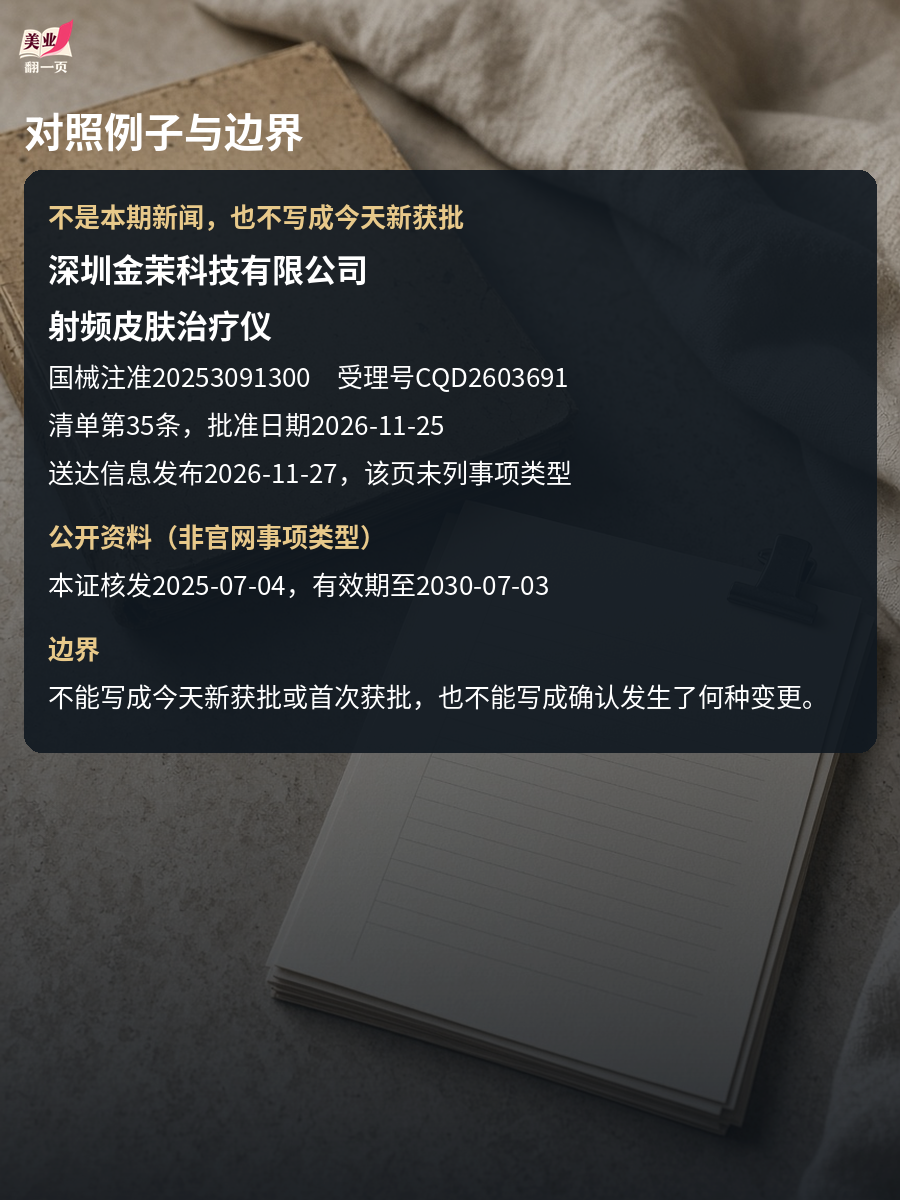 美业
翻一页
对照例子与边界
不是本期新闻，也不写成今天新获批
深圳金茉科技有限公司
射频皮肤治疗仪
国械注准20253091300　受理号CQD2603691
清单第35条，批准日期2026-11-25
送达信息发布2026-11-27，该页未列事项类型
公开资料（非官网事项类型）
本证核发2025-07-04，有效期至2030-07-03
边界
不能写成今天新获批或首次获批，也不能写成确认发生了何种变更。